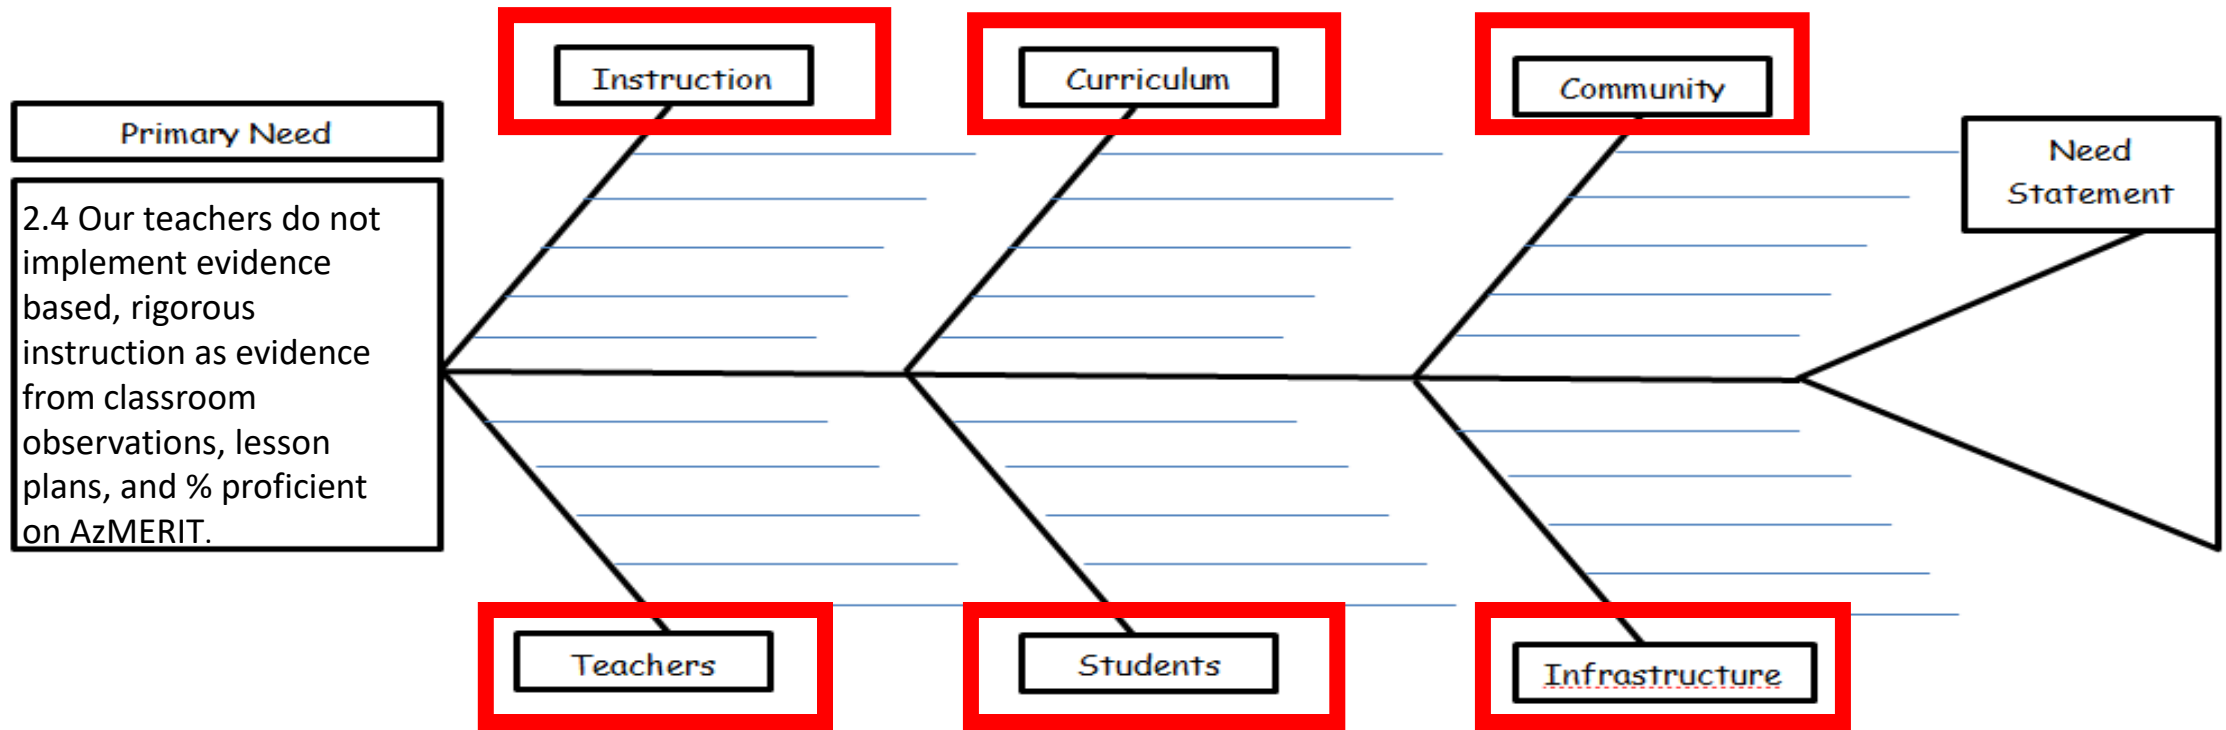 Instruction
Curriculum
Community
Primary Need
Need
Statement
2.4 Our teachers do not
implement evidence
based, rigorous
instruction as evidence
from classroom
observations, lesson
plans, and % proficient
on AzMERIT.
Teachers
Students
Infrastructure